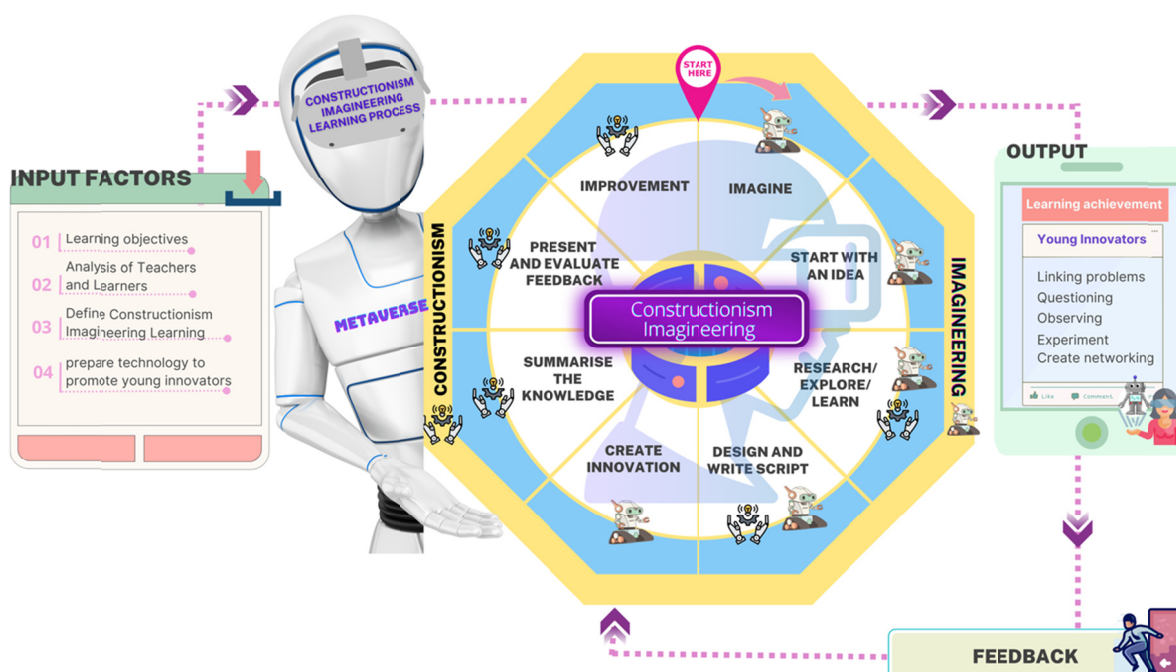 INPUT FACTORS
01 Learning objectives
02 Analysis of Teachers
and Learners
03 Define Constructionism
Imagineering Learning
04 prepare technology to
promote young innovators
CONSTRUCTIONISM
IMAGINEERING
LEARNING PROCESS
METAVERSE
CONSTRUCTIONISM
START
HERE
IMAGINE
START WITH
AN IDEA
RESEARCH/
EXPLORE/
LEARN
DESIGN AND
WRITE SCRIPT
CREATE
INNOVATION
SUMMARISE
THE
KNOWLEDGE
PRESENT
AND EVALUATE
FEEDBACK
IMPROVEMENT
Constructionism
Imagineering
IMAGINEERING
OUTPUT
Learning achievement
Young Innovators
Linking problems
Questioning
Observing
Experiment
Create networking
Like
Comment
FEEDBACK